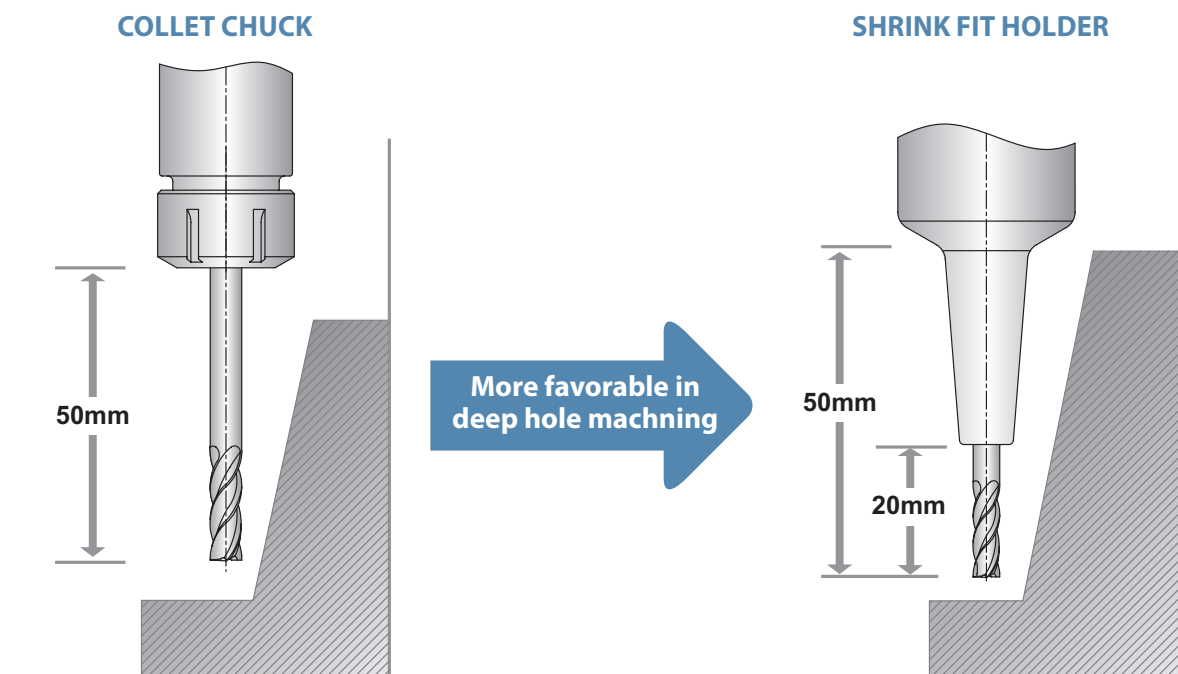 COLLET CHUCK
SHRINK FIT HOLDER
50mm
More favorable in
deep hole machning
50mm
20mm